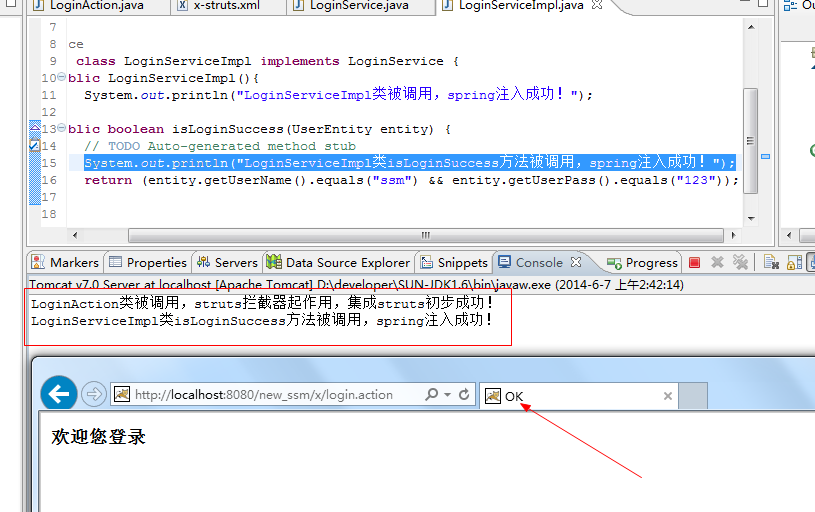 LoginAction.java x-struts.xml LoginService.java LoginServiceImpl.java Ou
7
8 ce
9 class LoginServiceImpl implements LoginService {
10 blic LoginServiceImpl(){
11 System.out.println("LoginServiceImpl类被调用，spring注入成功！");
12
13 blic boolean isLoginSuccess(UserEntity entity) {
14 // TODO Auto-generated method stub
15 System.out.println("LoginServiceImpl类isLoginSuccess方法被调用，spring注入成功！");
16 return (entity.getUserName().equals("ssm") && entity.getUserPass().equals("123"));
17
18
Markers Properties Servers Data Source Explorer Snippets Console Progress
Tomcat v7.0 Server at localhost [Apache Tomcat] D:\developer\SUN-JDK1.6\bin\javaw.exe (2014-6-7 上午2:42:14)
LoginAction类被调用，struts拦截器起作用，集成struts初步成功！
LoginServiceImpl类isLoginSuccess方法被调用，spring注入成功！
http://localhost:8080/new_ssm/x/login.action OK
欢迎您登录